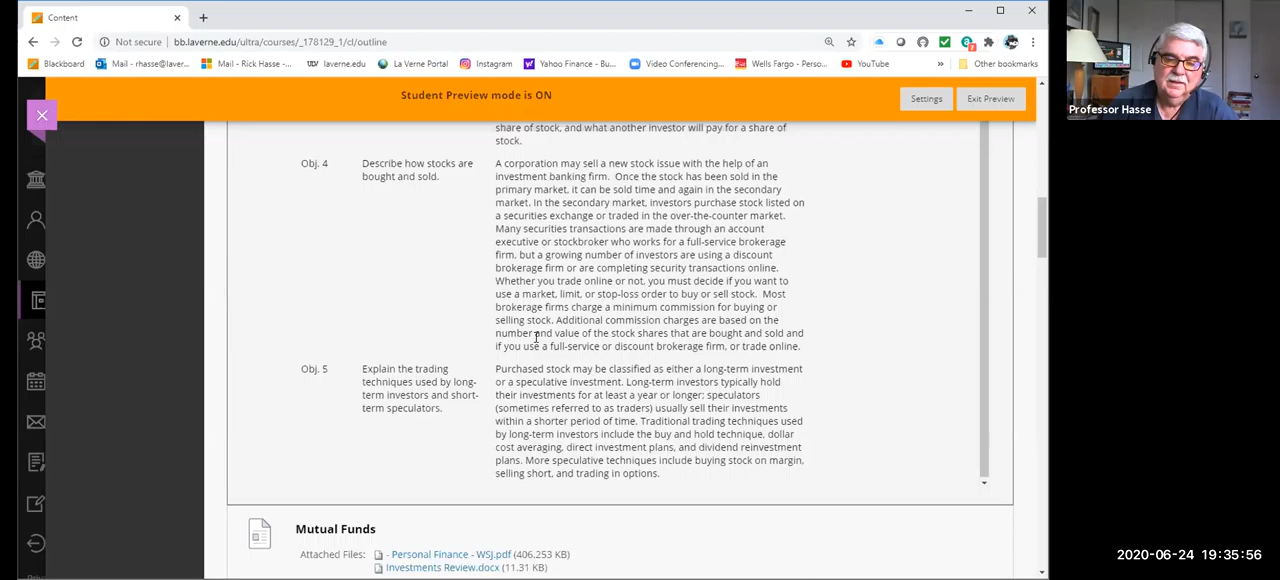 Content
Not secure
bb.laverne.edu/ultra/courses/_178129_1/cl/outline
Blackboard
Mail - rhasse@laver...
Mail - Rick Hasse -...
laverne.edu
La Verne Portal
Instagram
Yahoo Finance - Bu...
Video Conferencing...
Wells Fargo - Perso...
YouTube
»
Other bookmarks
Student Preview mode is ON
Settings
Exit Preview
Professor Hasse
share of stock, and what another investor will pay for a share of
stock.
Obj. 4
Describe how stocks are
bought and sold.
A corporation may sell a new stock issue with the help of an
investment banking firm. Once the stock has been sold in the
primary market, it can be sold time and again in the secondary
market. In the secondary market, investors purchase stock listed on
a securities exchange or traded in the over-the-counter market.
Many securities transactions are made through an account
executive or stockbroker who works for a full-service brokerage
firm, but a growing number of investors are using a discount
brokerage firm or are completing security transactions online.
Whether you trade online or not, you must decide if you want to
use a market, limit, or stop-loss order to buy or sell stock. Most
brokerage firms charge a minimum commission for buying or
selling stock. Additional commission charges are based on the
number and value of the stock shares that are bought and sold and
if you use a full-service or discount brokerage firm, or trade online.
Obj. 5
Explain the trading
techniques used by long-
term investors and short-
term speculators.
Purchased stock may be classified as either a long-term investment
or a speculative investment. Long-term investors typically hold
their investments for at least a year or longer; speculators
(sometimes referred to as traders) usually sell their investments
within a shorter period of time. Traditional trading techniques used
by long-term investors include the buy and hold technique, dollar
cost averaging, direct investment plans, and dividend reinvestment
plans. More speculative techniques include buying stock on margin,
selling short, and trading in options.
Mutual Funds
Attached Files:
- Personal Finance - WSJ.pdf (406.253 KB)
Investments Review.docx (11.31 KB)
2020-06-24 19:35:56